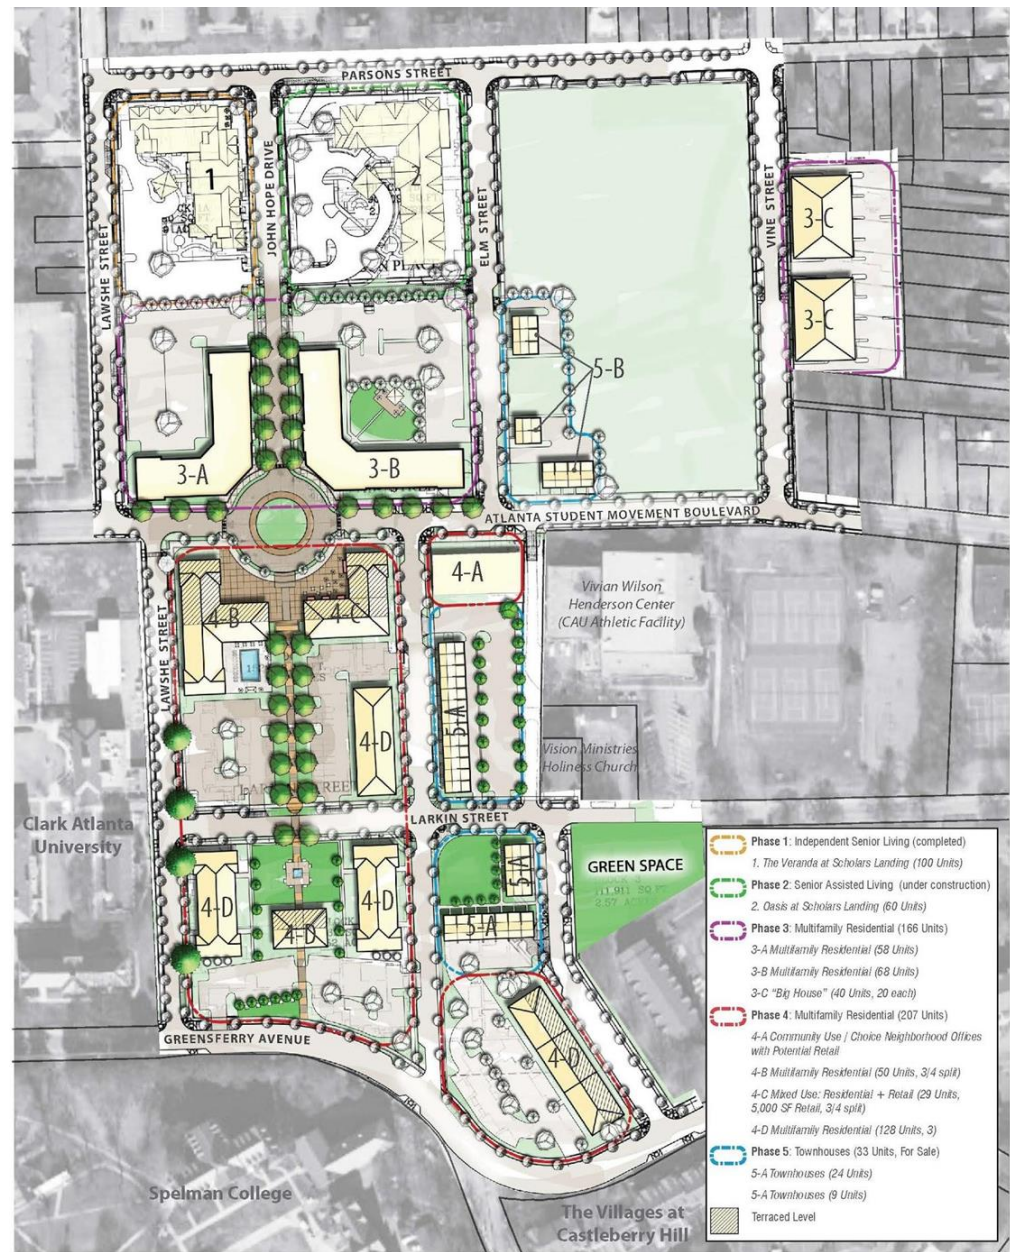 PARSONS STREET
1
2
JOHN HOPE DRIVE
ELM STREET
VINE STREET
LAWSHE STREET
3-C
3-C
5-B
3-A
3-B
ATLANTA STUDENT MOVEMENT BOULEVARD
4-A
Vivian Wilson
Henderson Center
(CAU Athletic Facility)
4-B
4-C
LAWSHE STREET
5-A
4-D
Vision Ministries
Holiness Church
LARKIN STREET
Clark Atlanta
University
GREEN SPACE
4-D
4-D
4-D
5-A
5-A
GREENSFERRY AVENUE
4-D
Spelman College
The Villages at
Castleberry Hill
Phase 1: Independent Senior Living (completed)
1. The Veranda at Scholars Landing (100 Units)
Phase 2: Senior Assisted Living (under construction)
2. Oasis at Scholars Landing (60 Units)
Phase 3: Multifamily Residential (166 Units)
3-A Multifamily Residential (58 Units)
3-B Multifamily Residential (68 Units)
3-C "Big House" (40 Units, 20 each)
Phase 4: Multifamily Residential (207 Units)
4-A Community Use / Choice Neighborhood Offices
with Potential Retail
4-B Multifamily Residential (50 Units, 3/4 split)
4-C Mixed Use: Residential + Retail (29 Units,
5,000 SF Retail, 3/4 split)
4-D Multifamily Residential (128 Units, 3)
Phase 5: Townhouses (33 Units, For Sale)
5-A Townhouses (24 Units)
5-A Townhouses (9 Units)
Terraced Level